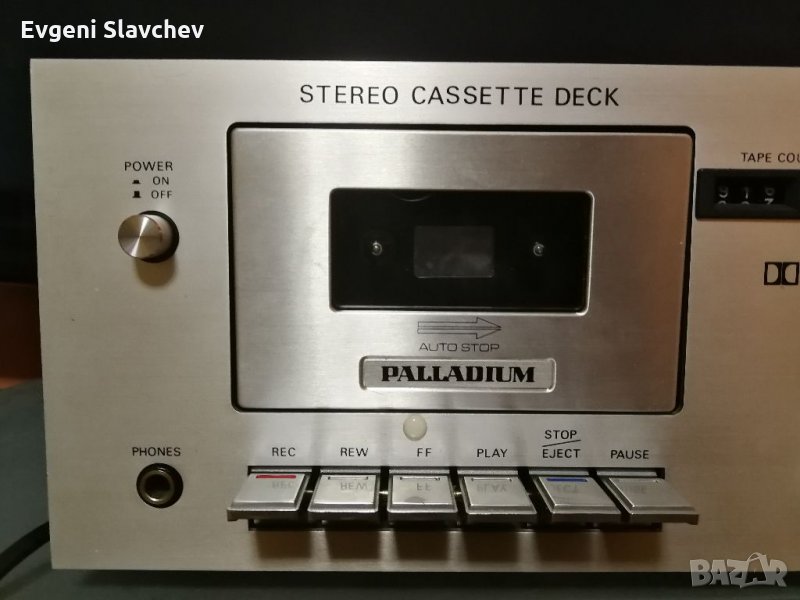 Evgeni Slavchev
STEREO CASSETTE DECK
TAPE COU
POWER
ON
OFF
AUTO STOP
PALLADIUM
PHONES
REC
REW
FF
PLAY
STOP
EJECT
PAUSE
BAZAR